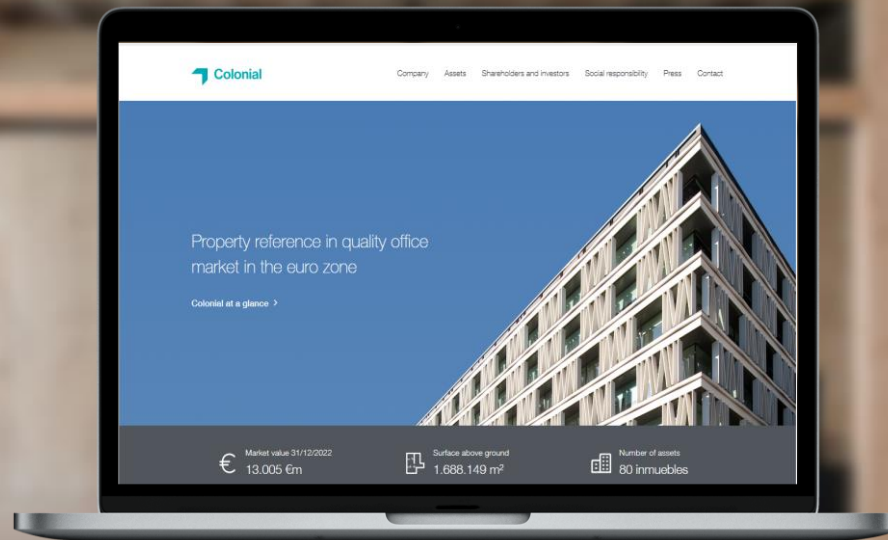 Colonial
Company Assets Shareholders and investors Social responsibility Press Contact
Property reference in quality office
market in the euro zone
Colonial at a glance >
Market value 31/12/2022
13.005 €m
Surface above ground
1.688.149 m²
Number of assets
80 inmuebles